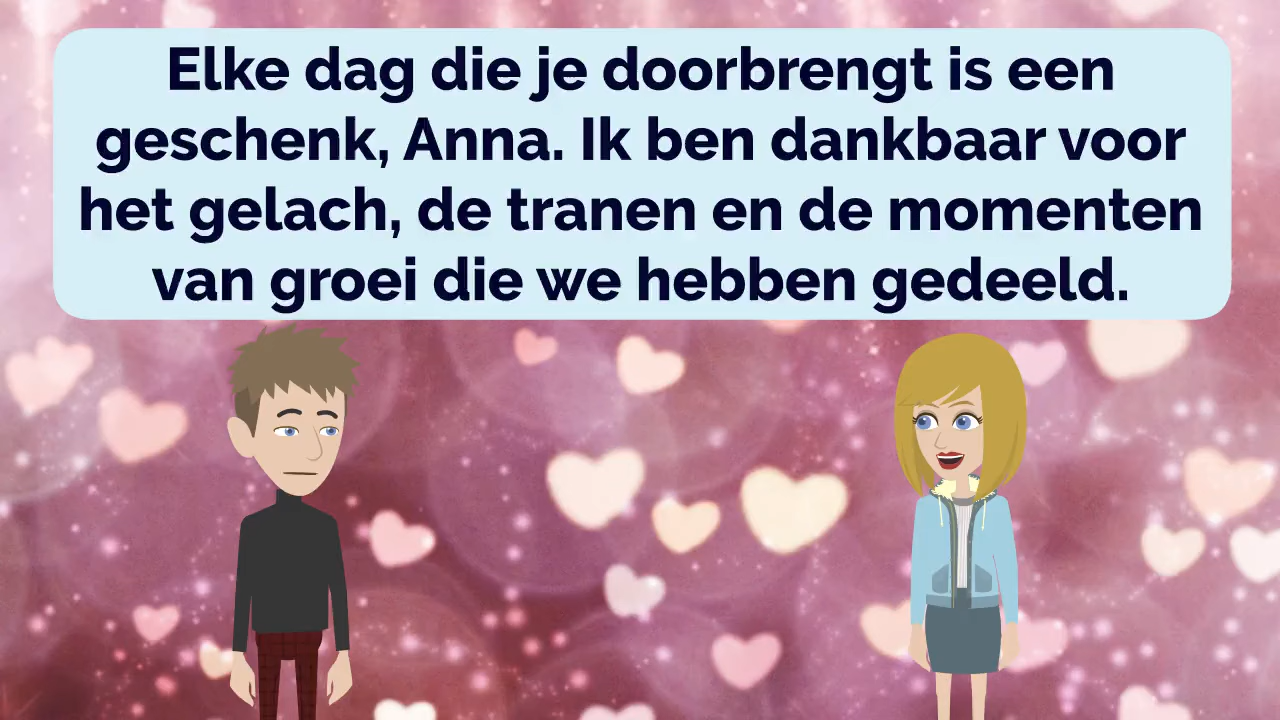 Elke dag die je doorbrengt is een
geschenk, Anna. Ik ben dankbaar voor
het gelach, de tranen en de momenten
van groei die we hebben gedeeld.